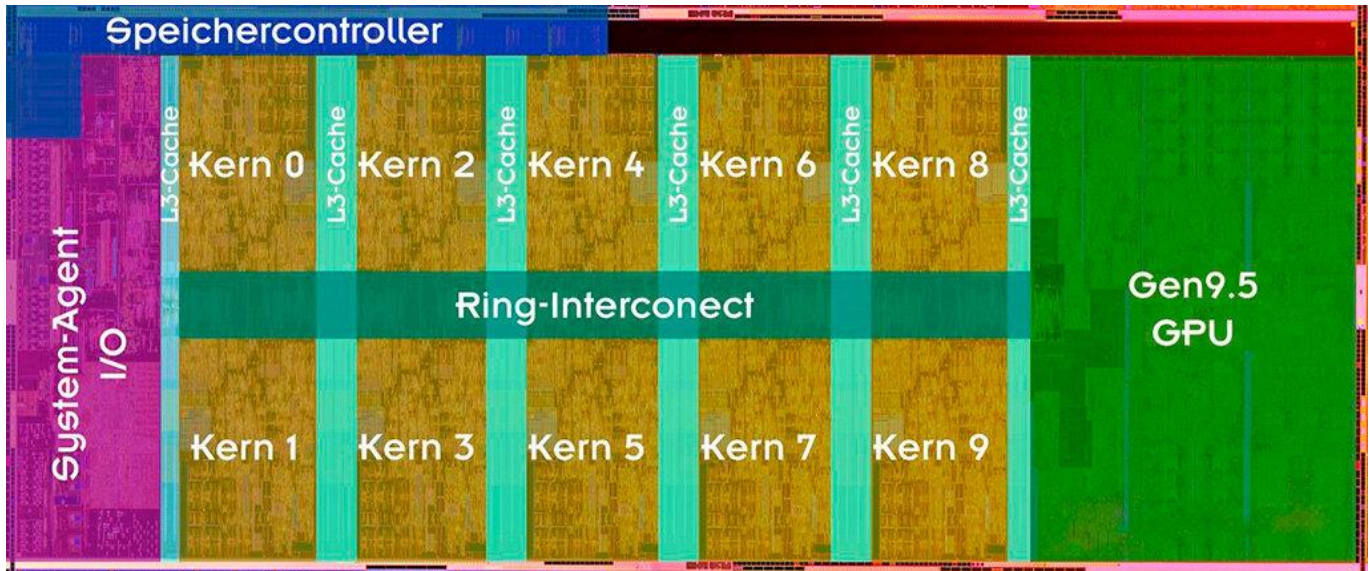 Speichercontroller
L3-Cache
Kern 0
L3-Cache
Kern 2
L3-Cache
Kern 4
L3-Cache
Kern 6
L3-Cache
Kern 8
L3-Cache
System-Agent
I/O
Ring-Interconect
Gen9.5
GPU
Kern 1
Kern 3
Kern 5
Kern 7
Kern 9